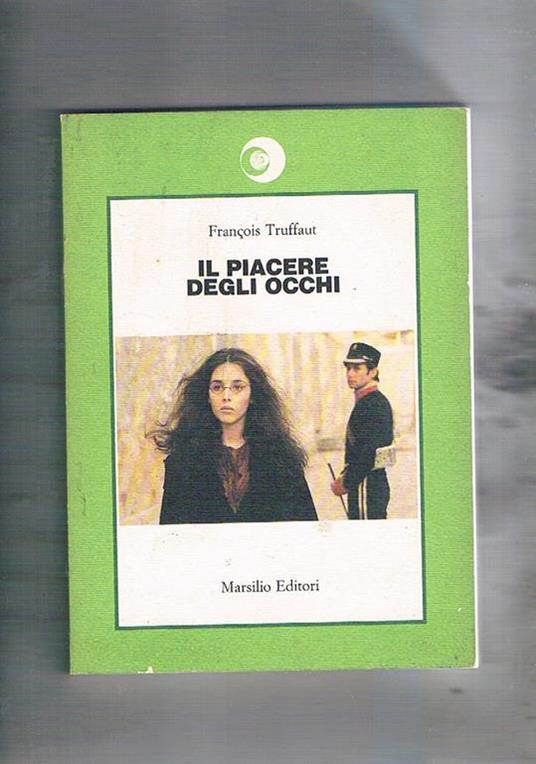 François Truffaut
IL PIACERE
DEGLI OCCHI
Marsilio Editori